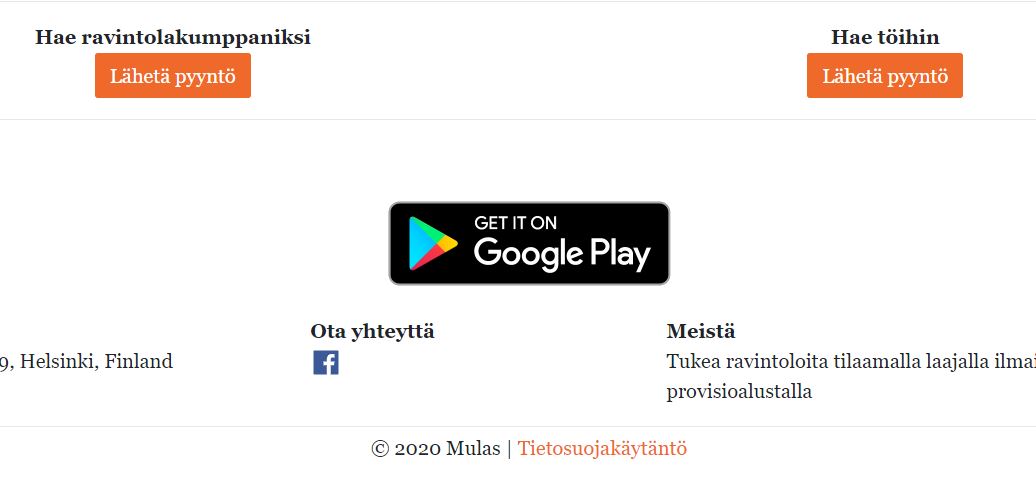 Hae ravintolakumppaniksi
Hae töihin
Lähetä pyyntö
Lähetä pyyntö
GET IT ON
Google Play
Ota yhteyttä
Meistä
9, Helsinki, Finland
Tukea ravintoloita tilaamalla laajalla ilmai
provisioalustalla
© 2020 Mulas | Tietosuojakäytäntö